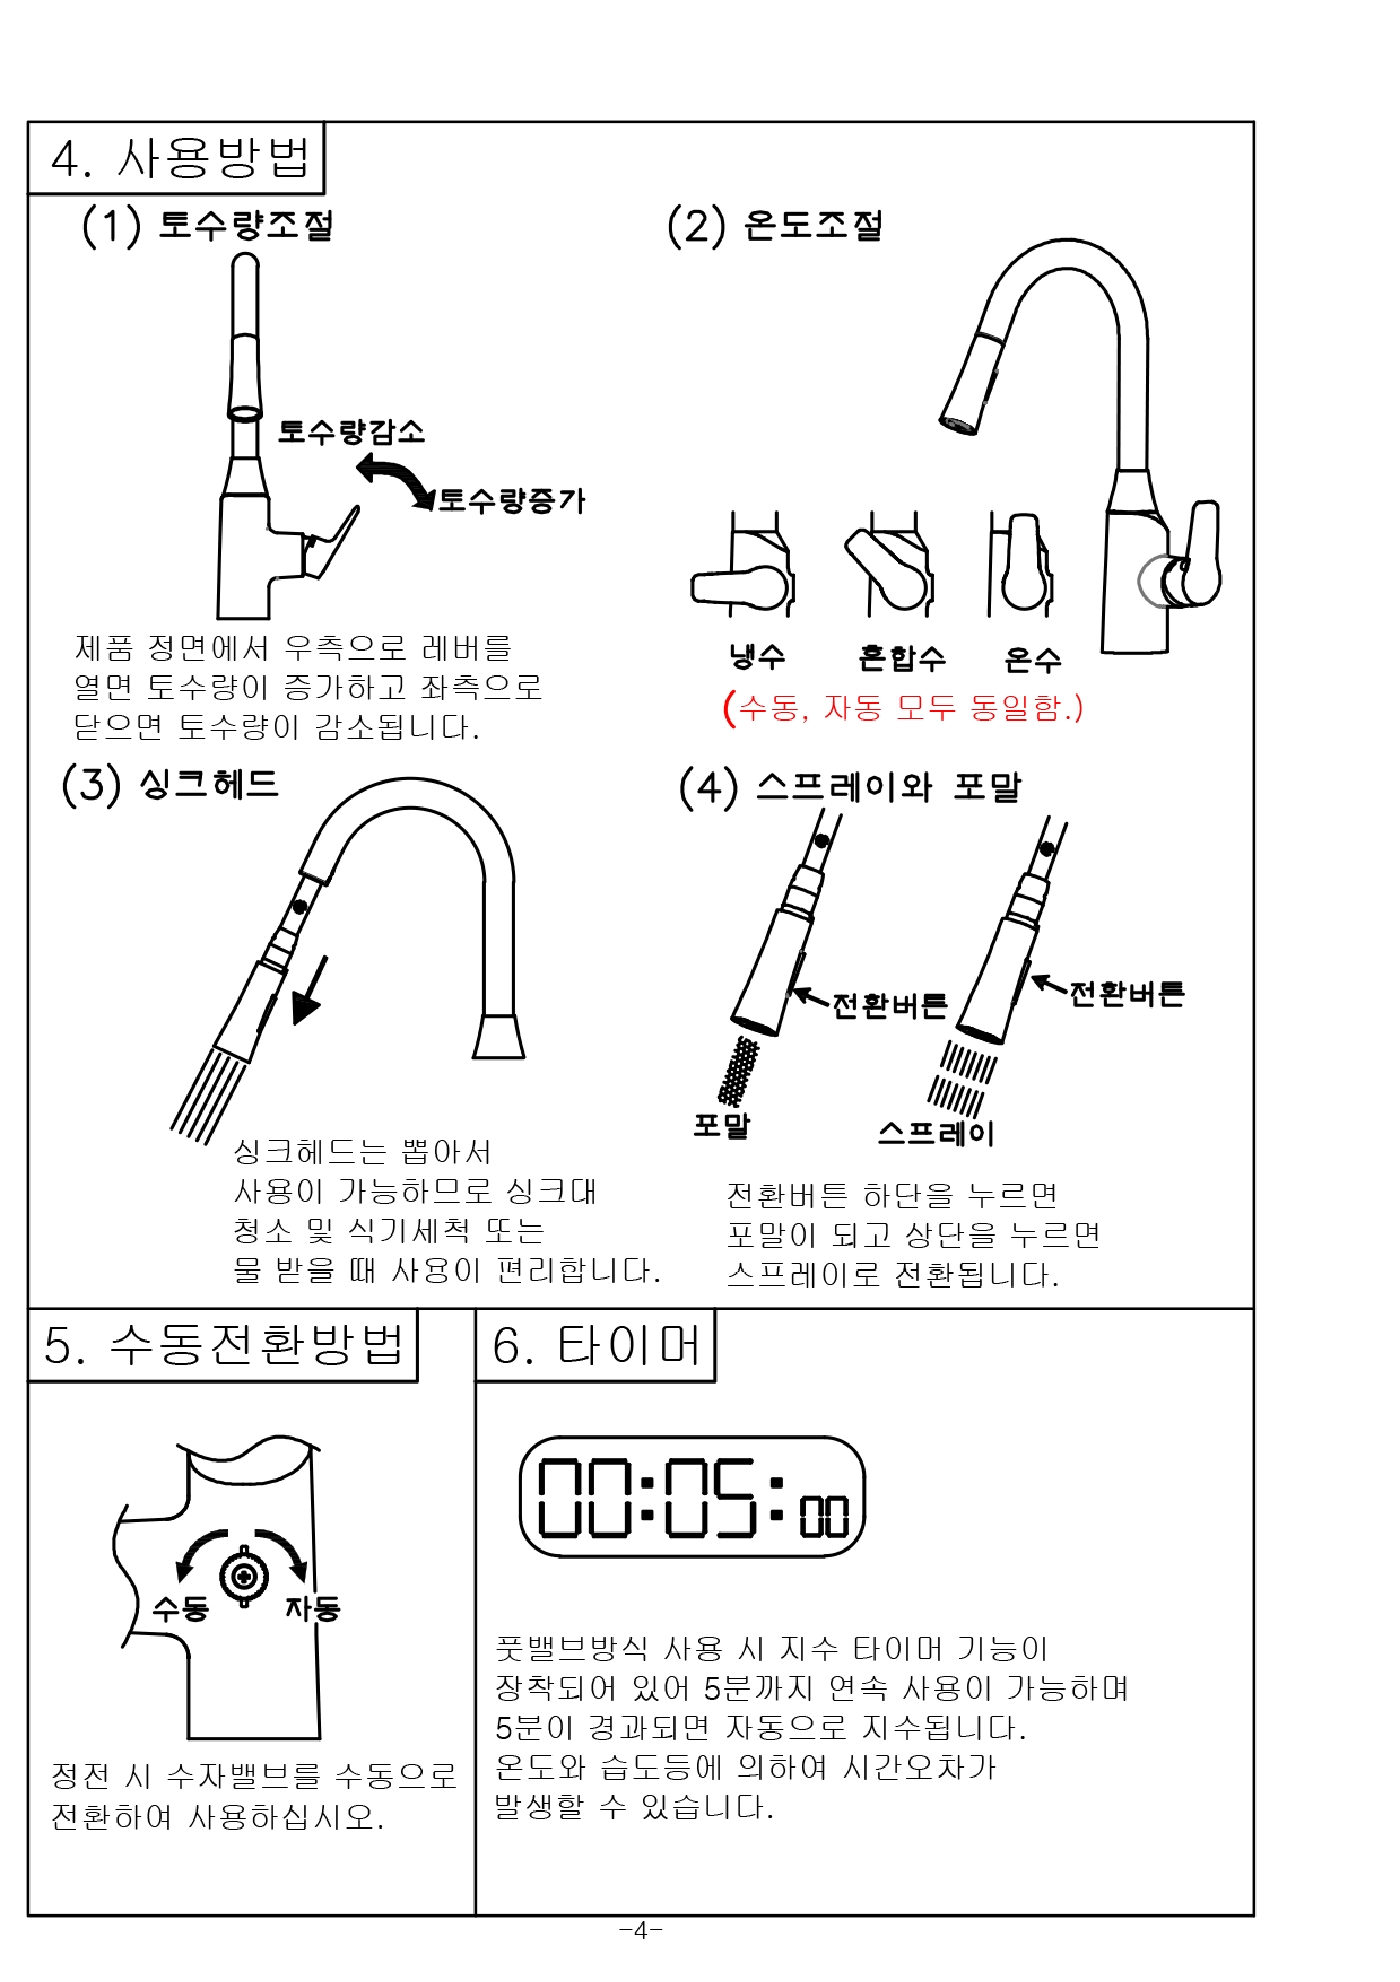 4. 사용방법
(1) 토수량조절
토수량감소
토수량증가
제품 정면에서 우측으로 레버를
열면 토수량이 증가하고 좌측으로
닫으면 토수량이 감소됩니다.
(2) 온도조절
냉수
혼합수
온수
(수동, 자동 모두 동일함.)
(3) 싱크헤드
싱크헤드는 뽑아서
사용이 가능하므로 싱크대
청소 및 식기세척 또는
물 받을 때 사용이 편리합니다.
(4) 스프레이와 포말
전환버튼
전환버튼
포말
스프레이
전환버튼 하단을 누르면
포말이 되고 상단을 누르면
스프레이로 전환됩니다.
5. 수동전환방법
수동
자동
정전 시 수자밸브를 수동으로
전환하여 사용하십시오.
6. 타이머
00:05:00
풋밸브방식 사용 시 지수 타이머 기능이
장착되어 있어 5분까지 연속 사용이 가능하며
5분이 경과되면 자동으로 지수됩니다.
온도와 습도등에 의하여 시간오차가
발생할 수 있습니다.
-4-